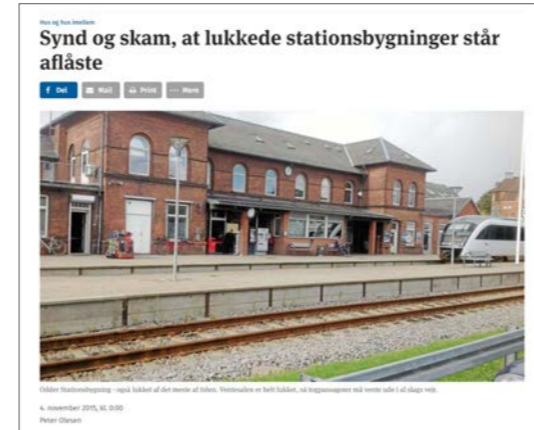 Hus og hus imellem
Synd og skam, at lukkede stationsbygninger står
aflåste
f Del
Mail
Print
Mere
Odder Stationsbygning - også lukket af det meste af tiden. Ventesalen er helt lukket, så togpassagerer må vente ude i al slags vejr.
4. november 2015, kl. 0:00
Peter Olesen